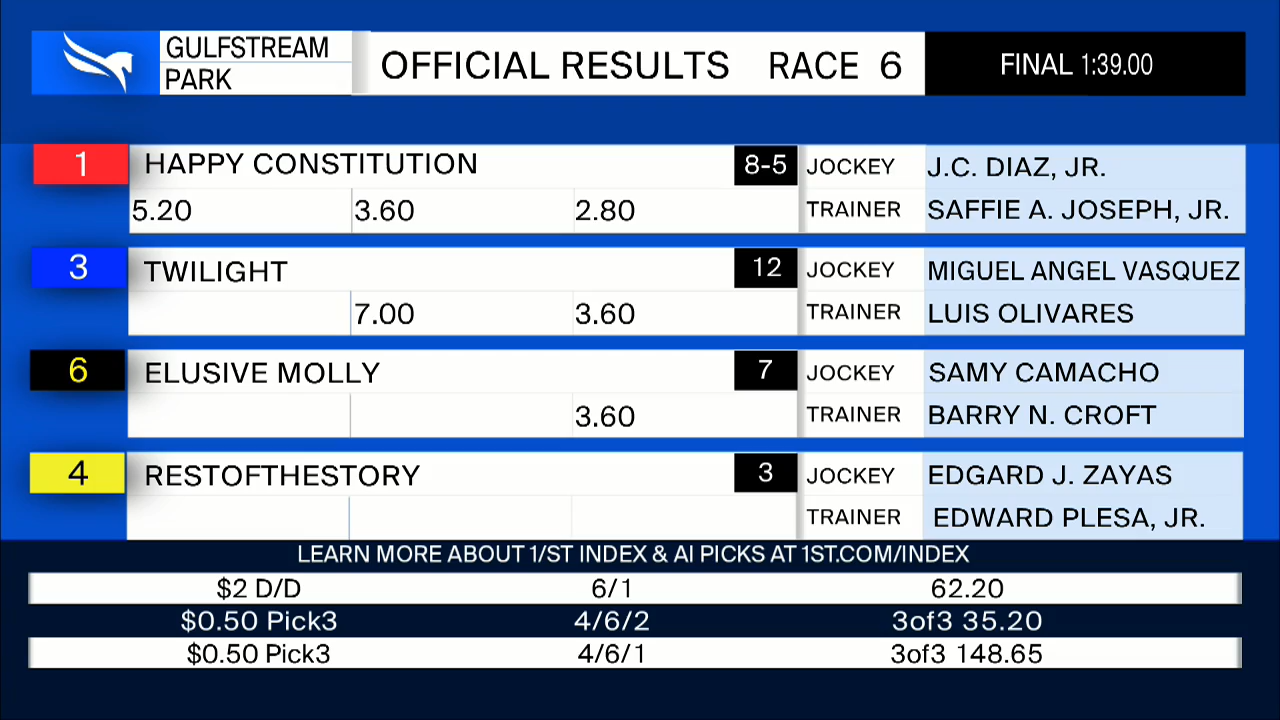 GULFSTREAM PARK OFFICIAL RESULTS RACE 6 FINAL 1:39.00
1 HAPPY CONSTITUTION 8-5 JOCKEY J.C. DIAZ, JR.
5.20 3.60 2.80 TRAINER SAFFIE A. JOSEPH, JR.
3 TWILIGHT 12 JOCKEY MIGUEL ANGEL VASQUEZ
7.00 3.60 TRAINER LUIS OLIVARES
6 ELUSIVE MOLLY 7 JOCKEY SAMY CAMACHO
3.60 TRAINER BARRY N. CROFT
4 RESTOFTHESTORY 3 JOCKEY EDGARD J. ZAYAS
TRAINER EDWARD PLESA, JR.
LEARN MORE ABOUT 1/ST INDEX & AI PICKS AT 1ST.COM/INDEX
$2 D/D 6/1 62.20
$0.50 Pick3 4/6/2 3of3 35.20
$0.50 Pick3 4/6/1 3of3 148.65